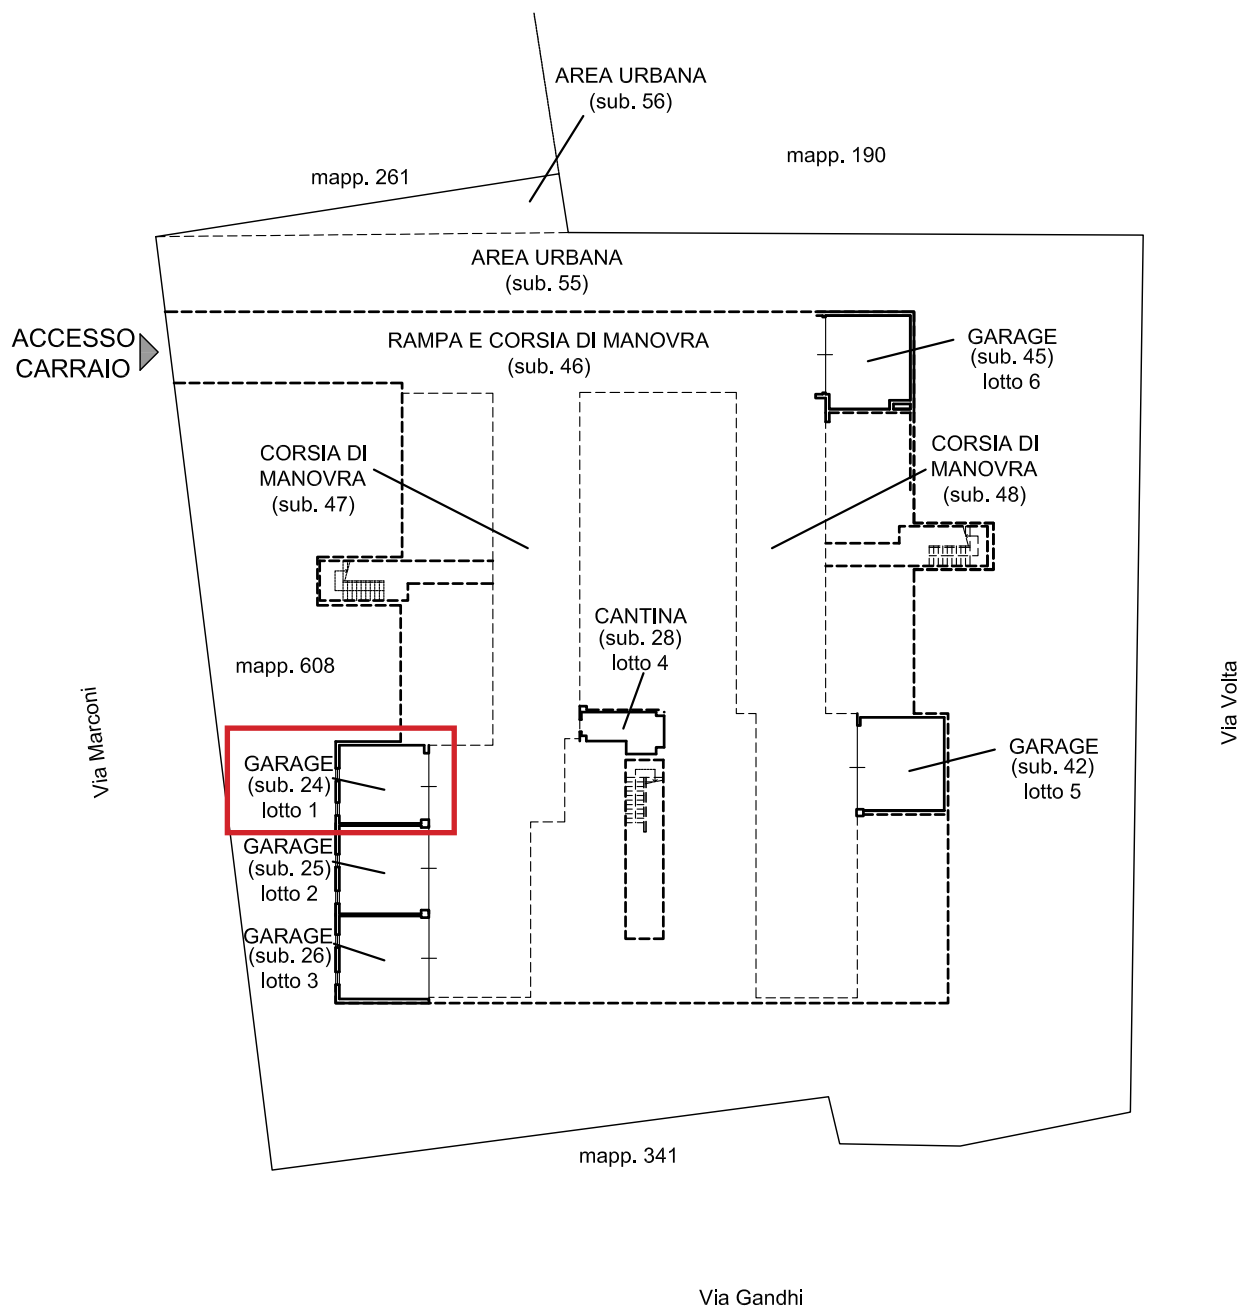 AREA URBANA
(sub. 56)
mapp. 190
mapp. 261
AREA URBANA
(sub. 55)
ACCESSO
CARRAIO
RAMPA E CORSIA DI MANOVRA
(sub. 46)
GARAGE
(sub. 45)
lotto 6
CORSIA DI
MANOVRA
(sub. 47)
CORSIA DI
MANOVRA
(sub. 48)
CANTINA
(sub. 28)
lotto 4
mapp. 608
Via Marconi
Via Volta
GARAGE
(sub. 24)
lotto 1
GARAGE
(sub. 42)
lotto 5
GARAGE
(sub. 25)
lotto 2
GARAGE
(sub. 26)
lotto 3
mapp. 341
Via Gandhi